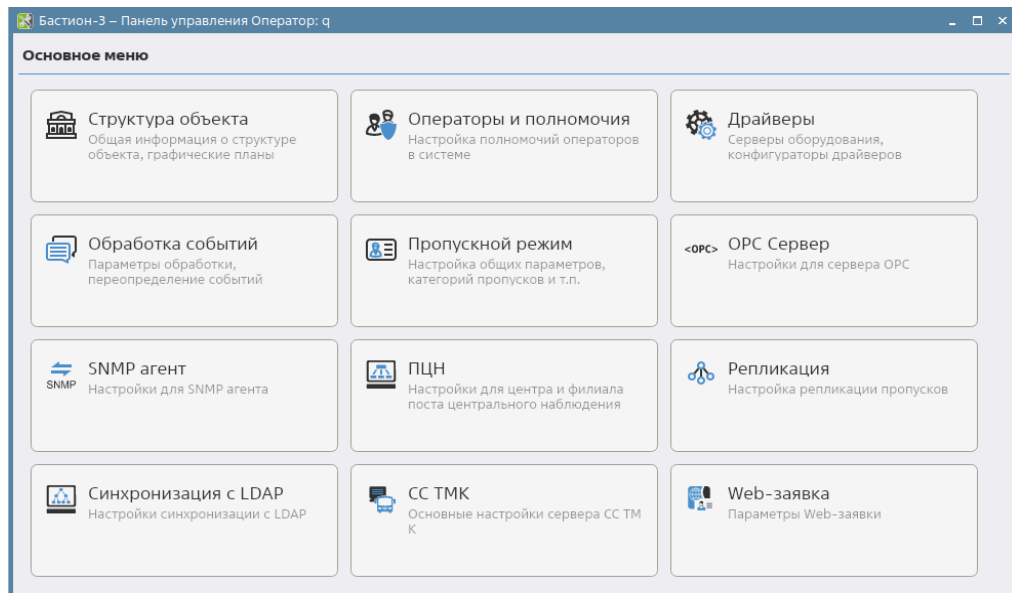 Бастион-3 – Панель управления Оператор: q
Основное меню
Структура объекта
Общая информация о структуре
объекта, графические планы
Операторы и полномочия
Настройка полномочий операторов
в системе
Драйверы
Серверы оборудования,
конфигураторы драйверов
Обработка событий
Параметры обработки,
переопределение событий
Пропускной режим
Настройка общих параметров,
категорий пропусков и т.п.
<OPC>
OPC Сервер
Настройки для сервера OPC
SNMP
SNMP агент
Настройки для SNMP агента
ПЦН
Настройки для центра и филиала
поста центрального наблюдения
Репликация
Настройка репликации пропусков
Синхронизация с LDAP
Настройки синхронизации с LDAP
СС ТМК
Основные настройки сервера СС ТМ
К
Web-заявка
Параметры Web-заявки